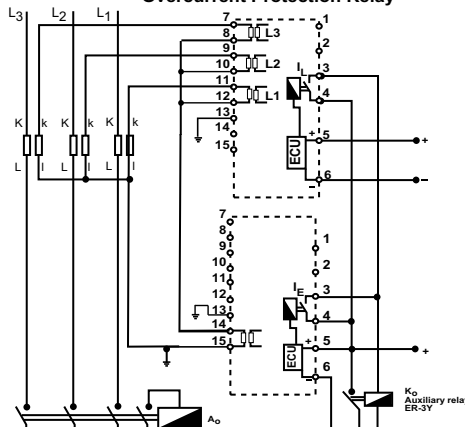 Overcurrent Protection Relay
L3 L2 L1
7
8
9
10
11
12
13
14
15
L3
L2
L1
1
2
3
4
5
6
IL
ECU
+
−
+
−
K k K k K k
L l L l L l
7
8
9
10
11
12
13
14
15
1
2
3
4
5
6
IE
ECU
+
−
+
Ao
Ko
Auxiliary relay
ER-3Y